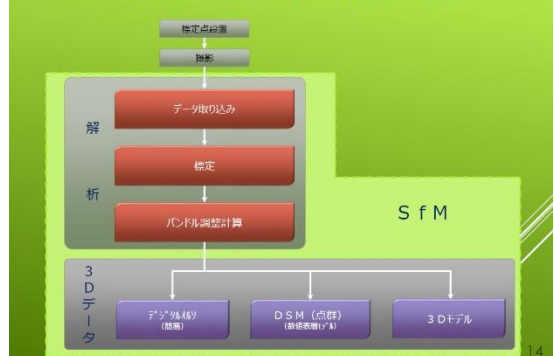 標定点設置
撮影
解
析
データ取り込み
標定
バンドル調整計算
SfM
3
D
デ
ー
タ
ﾃﾞｼﾞﾀﾙｵﾙｿ
(簡易)
DSM（点群）
(数値表層ﾓﾃﾞﾙ)
3Dモデル
14